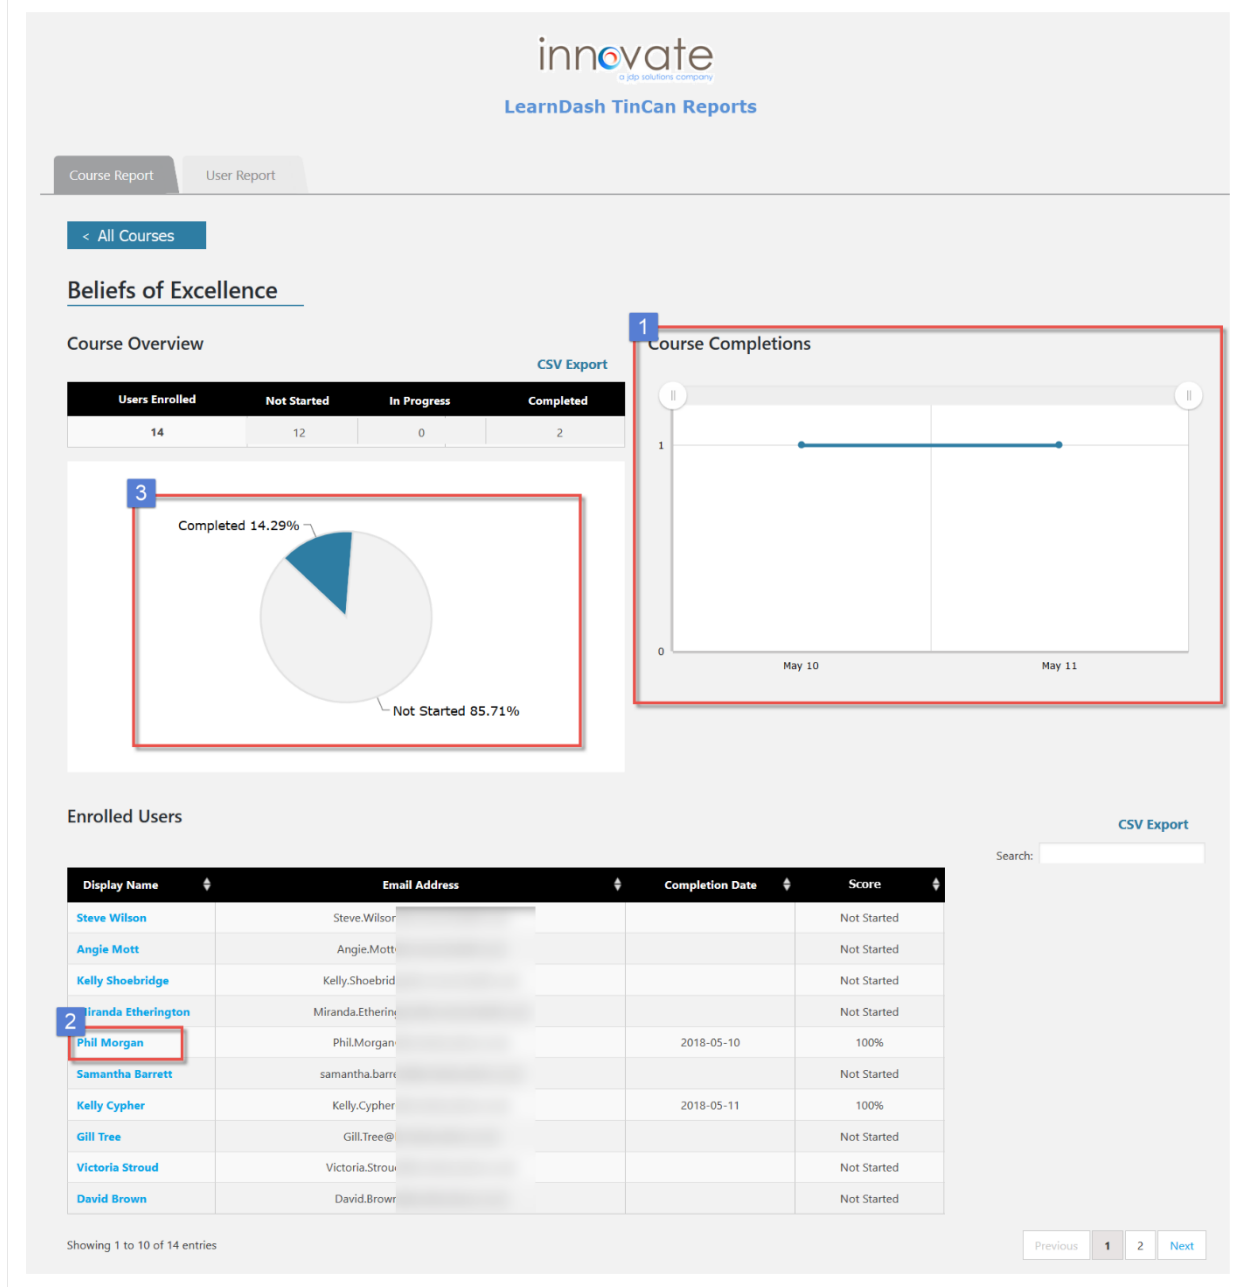 innovate
a jdp solutions company
LearnDash TinCan Reports
Course Report
User Report
< All Courses
Beliefs of Excellence
Course Overview
CSV Export
Users Enrolled Not Started In Progress Completed
14 12 0 2
3
Completed 14.29%
Not Started 85.71%
1
Course Completions
1
0
May 10 May 11
Enrolled Users
CSV Export
Search:
Display Name Email Address Completion Date Score
Steve Wilson Steve.Wilson Not Started
Angie Mott Angie.Mott Not Started
Kelly Shoebridge Kelly.Shoebrid Not Started
Miranda Etherington Miranda.Ethering Not Started
2
Phil Morgan Phil.Morgan 2018-05-10 100%
Samantha Barrett samantha.barre Not Started
Kelly Cypher Kelly.Cypher 2018-05-11 100%
Gill Tree Gill.Tree@ Not Started
Victoria Stroud Victoria.Strou Not Started
David Brown David.Brown Not Started
Showing 1 to 10 of 14 entries
Previous 1 2 Next